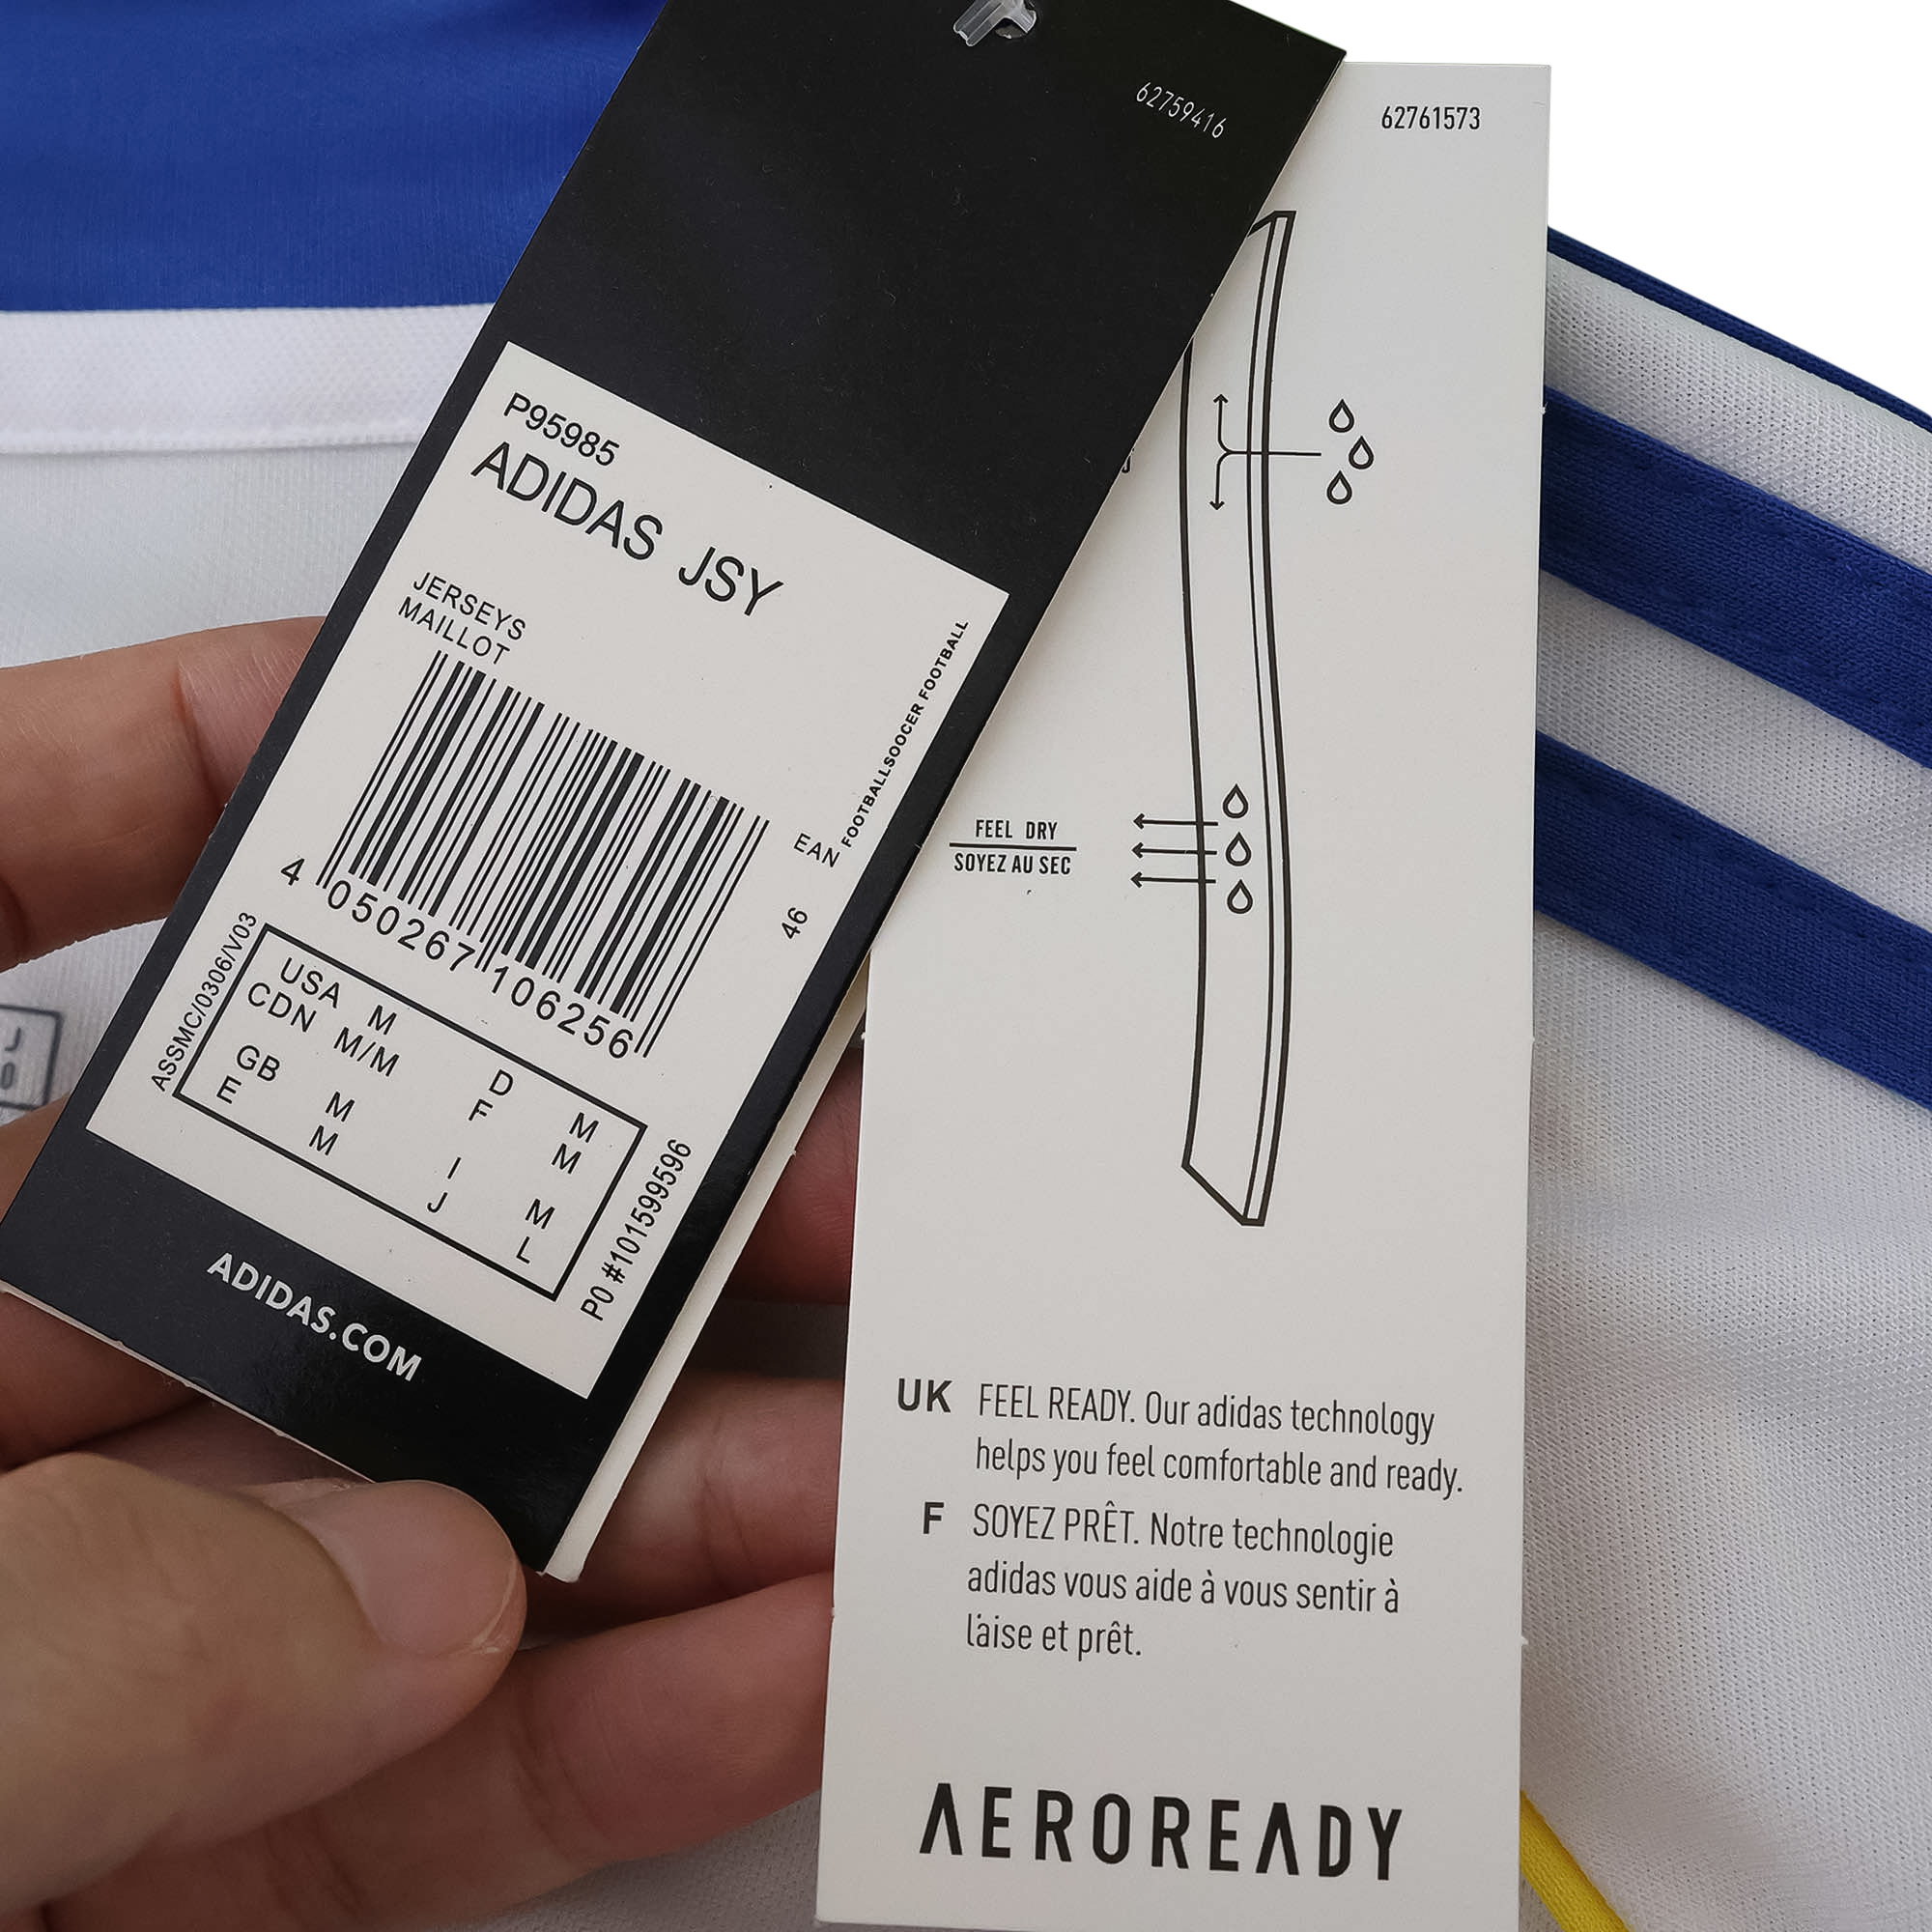 62759416
P95985
ADIDAS JSY
JERSEYS
MAILLOT
FOOTBALLSOCCER FOOTBALL
EAN
46
4 050267 106256
ASSMC/0306/V03
USA M
CDN M/M
GB M
E M
D M
F M
I M
J L
PO #101599596
ADIDAS.COM
62761573
FEEL DRY
SOYEZ AU SEC
UK FEEL READY. Our adidas technology
helps you feel comfortable and ready.
F SOYEZ PRÊT. Notre technologie
adidas vous aide à vous sentir à
l'aise et prêt.
AEROREADY